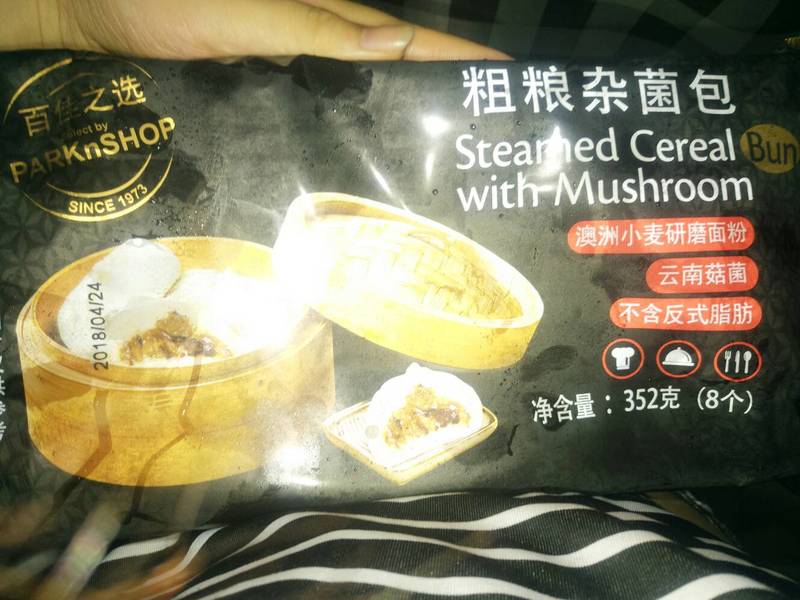 百佳之选
Select by
PARKnSHOP
SINCE 1973
粗粮杂菌包
Steamed Cereal Bun
with Mushroom
澳洲小麦研磨面粉
云南菇菌
不含反式脂肪
净含量：352克（8个）
2018/04/24